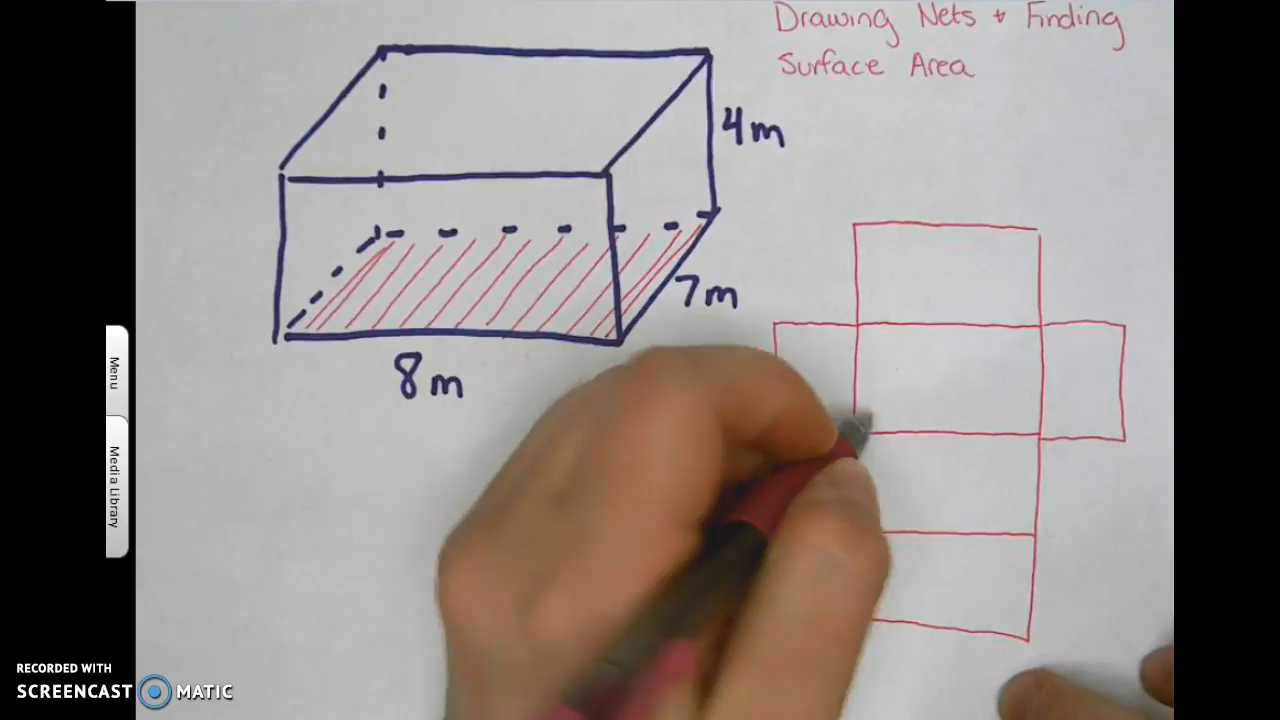 Drawing Nets + Finding
Surface Area
4m
7m
8m
Menu
Media Library
RECORDED WITH
SCREENCAST MATIC